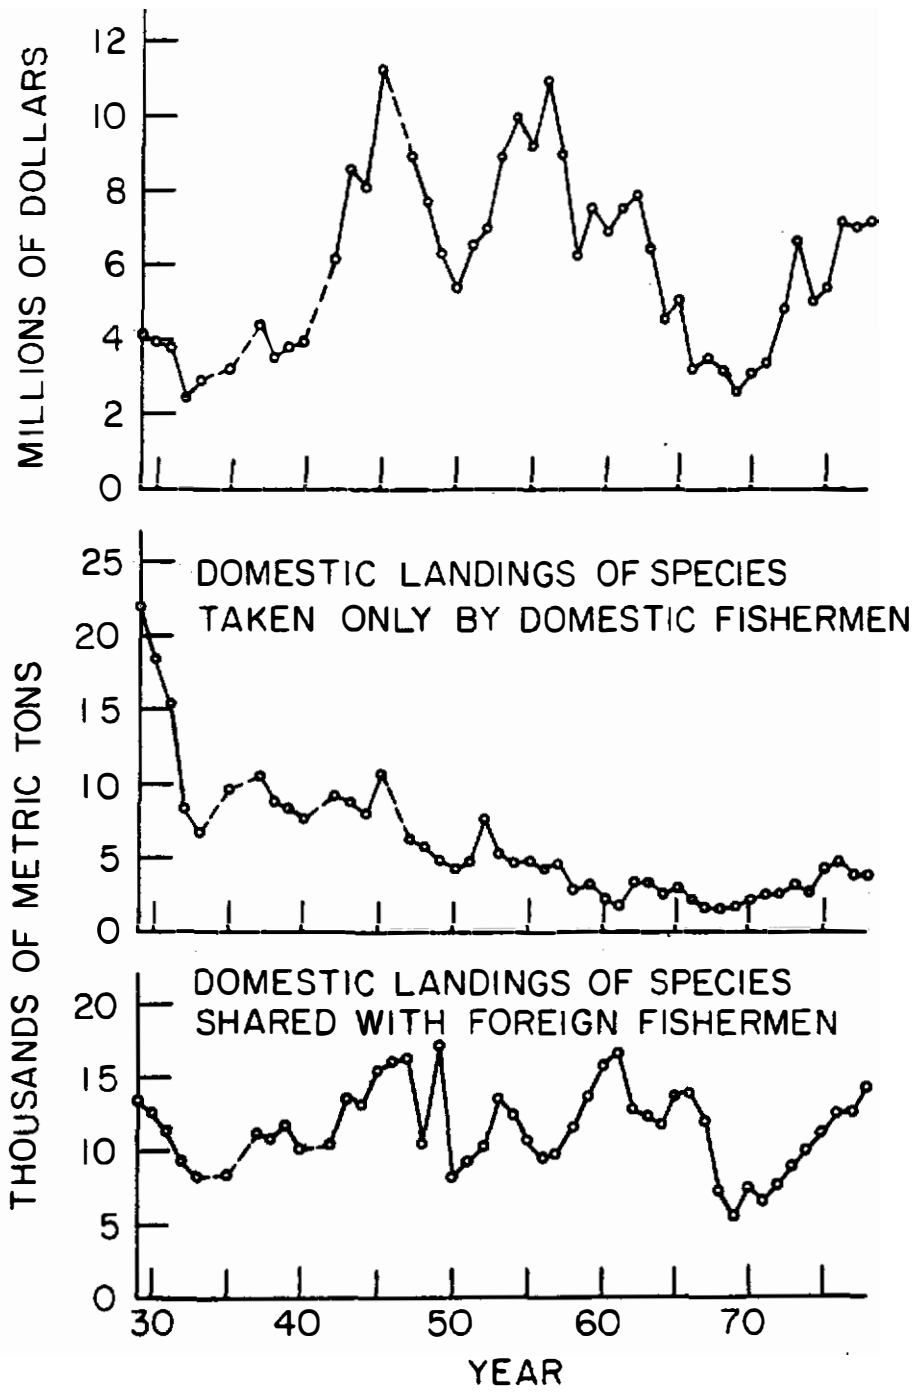 MILLIONS OF DOLLARS
12
10
8
6
4
2
0
THOUSANDS OF METRIC TONS
DOMESTIC LANDINGS OF SPECIES
TAKEN ONLY BY DOMESTIC FISHERMEN
25
20
15
10
5
0
DOMESTIC LANDINGS OF SPECIES
SHARED WITH FOREIGN FISHERMEN
20
15
10
5
0
30 40 50 60 70
YEAR